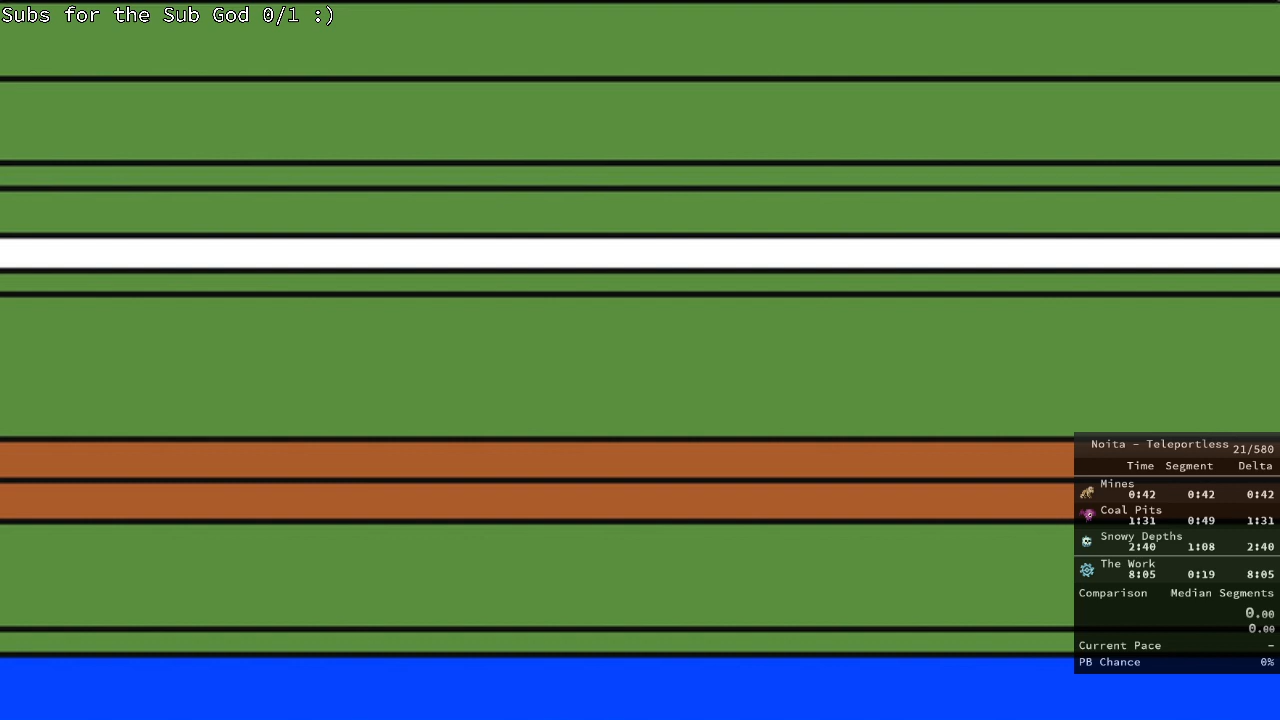 Subs for the Sub God 0/1 :)
Noita - Teleportless 21/580
Time Segment Delta
Mines
0:42 0:42 0:42
Coal Pits
1:31 0:49 1:31
Snowy Depths
2:40 1:08 2:40
The Work
8:05 0:19 8:05
Comparison Median Segments
0.00
0.00
Current Pace -
PB Chance 0%